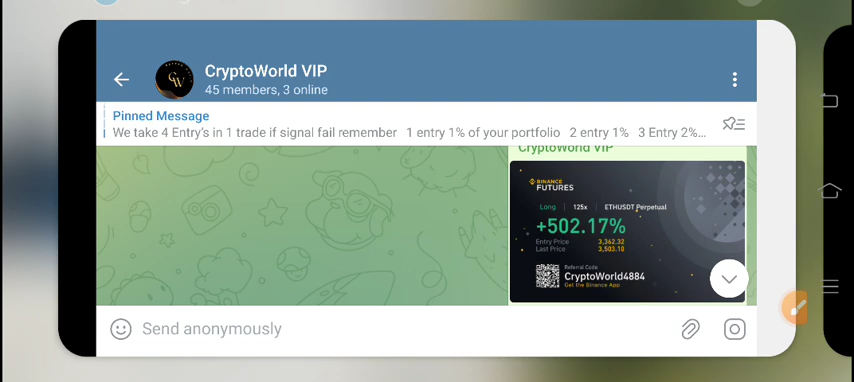 CryptoWorld VIP
45 members, 3 online
Pinned Message
We take 4 Entry's in 1 trade if signal fail remember 1 entry 1% of your portfolio 2 entry 1% 3 Entry 2%...
CryptoWorld VIP
BINANCE
FUTURES
Long | 125x | ETHUSDT Perpetual
+502.17%
Entry Price 3,362.32
Last Price 3,503.10
Referral Code
CryptoWorld4884
Get the Binance App
Send anonymously